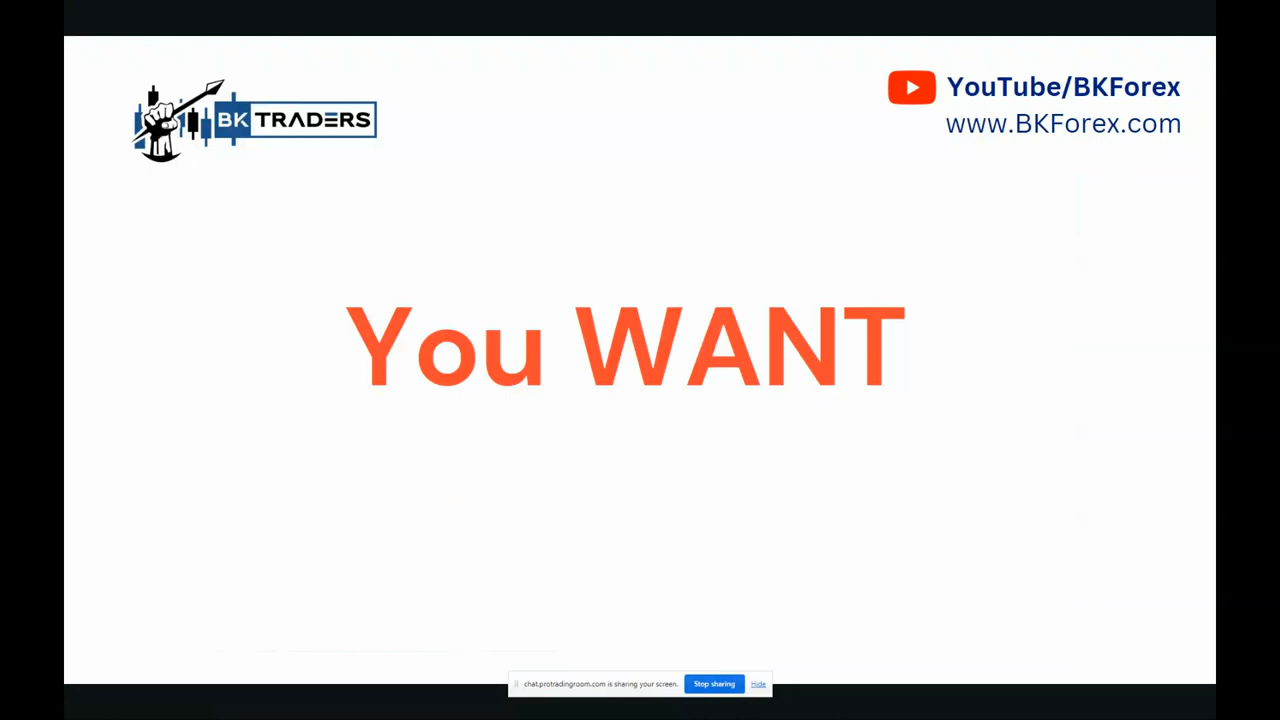 BK TRADERS
YouTube/BKForex
www.BKForex.com
You WANT
chat.protradingroom.com is sharing your screen. Stop sharing Hide